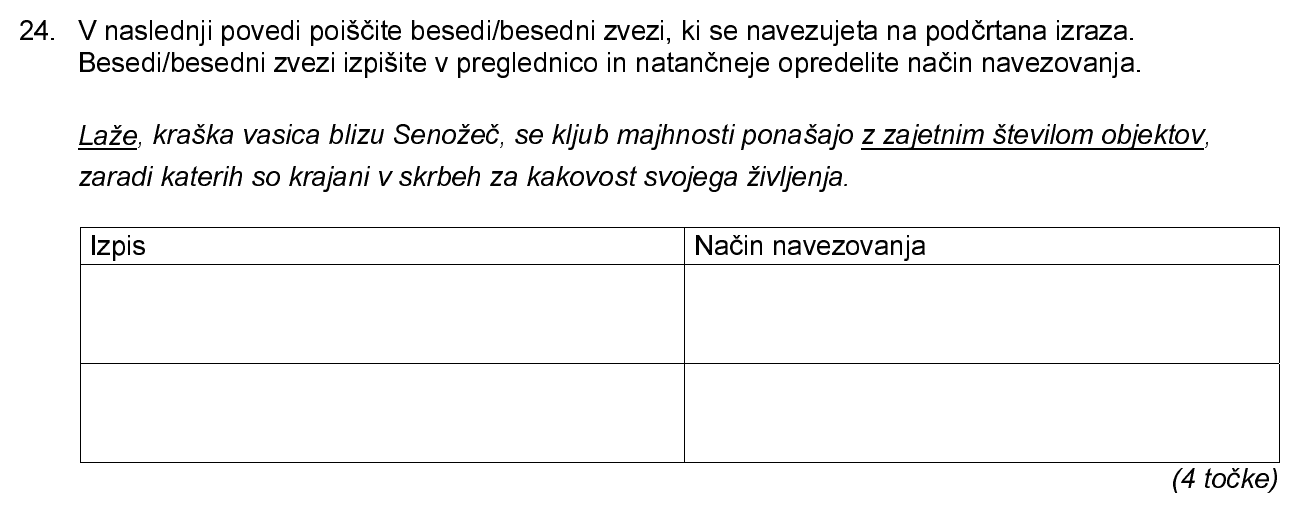 24. V naslednji povedi poiščite besedi/besedni zvezi, ki se navezujeta na podčrtana izraza.
Besedi/besedni zvezi izpišite v preglednico in natančneje opredelite način navezovanja.
Laže, kraška vasica blizu Senožeč, se kljub majhnosti ponašajo z zajetnim številom objektov,
zaradi katerih so krajani v skrbeh za kakovost svojega življenja.
Izpis Način navezovanja
(4 točke)